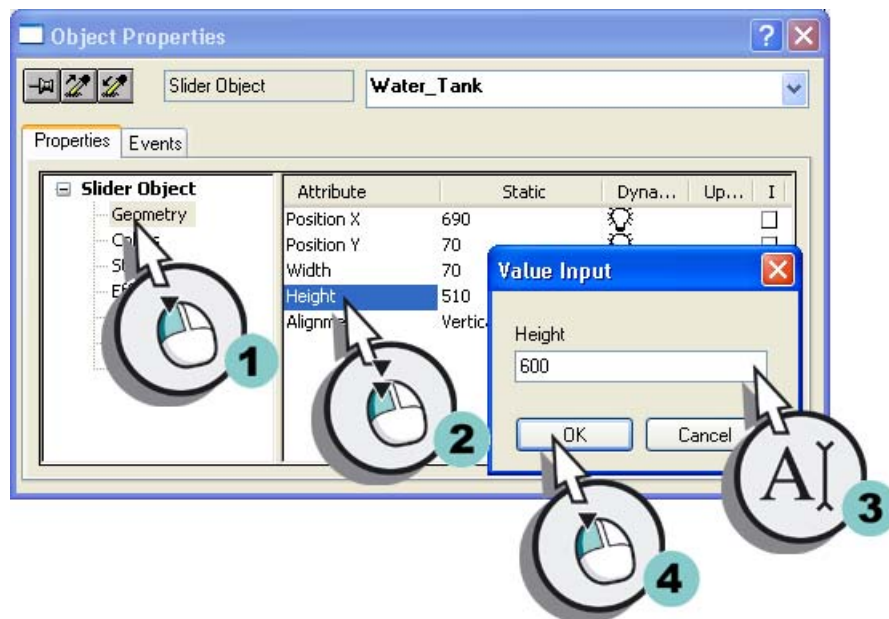 Object Properties
Slider Object Water_Tank
Properties Events
Slider Object
Geometry
Attribute Static Dyna... Up... I
Position X 690
Position Y 70
Width 70
Height 510
Value Input
Height
600
OK Cancel
1
2
3
4
A